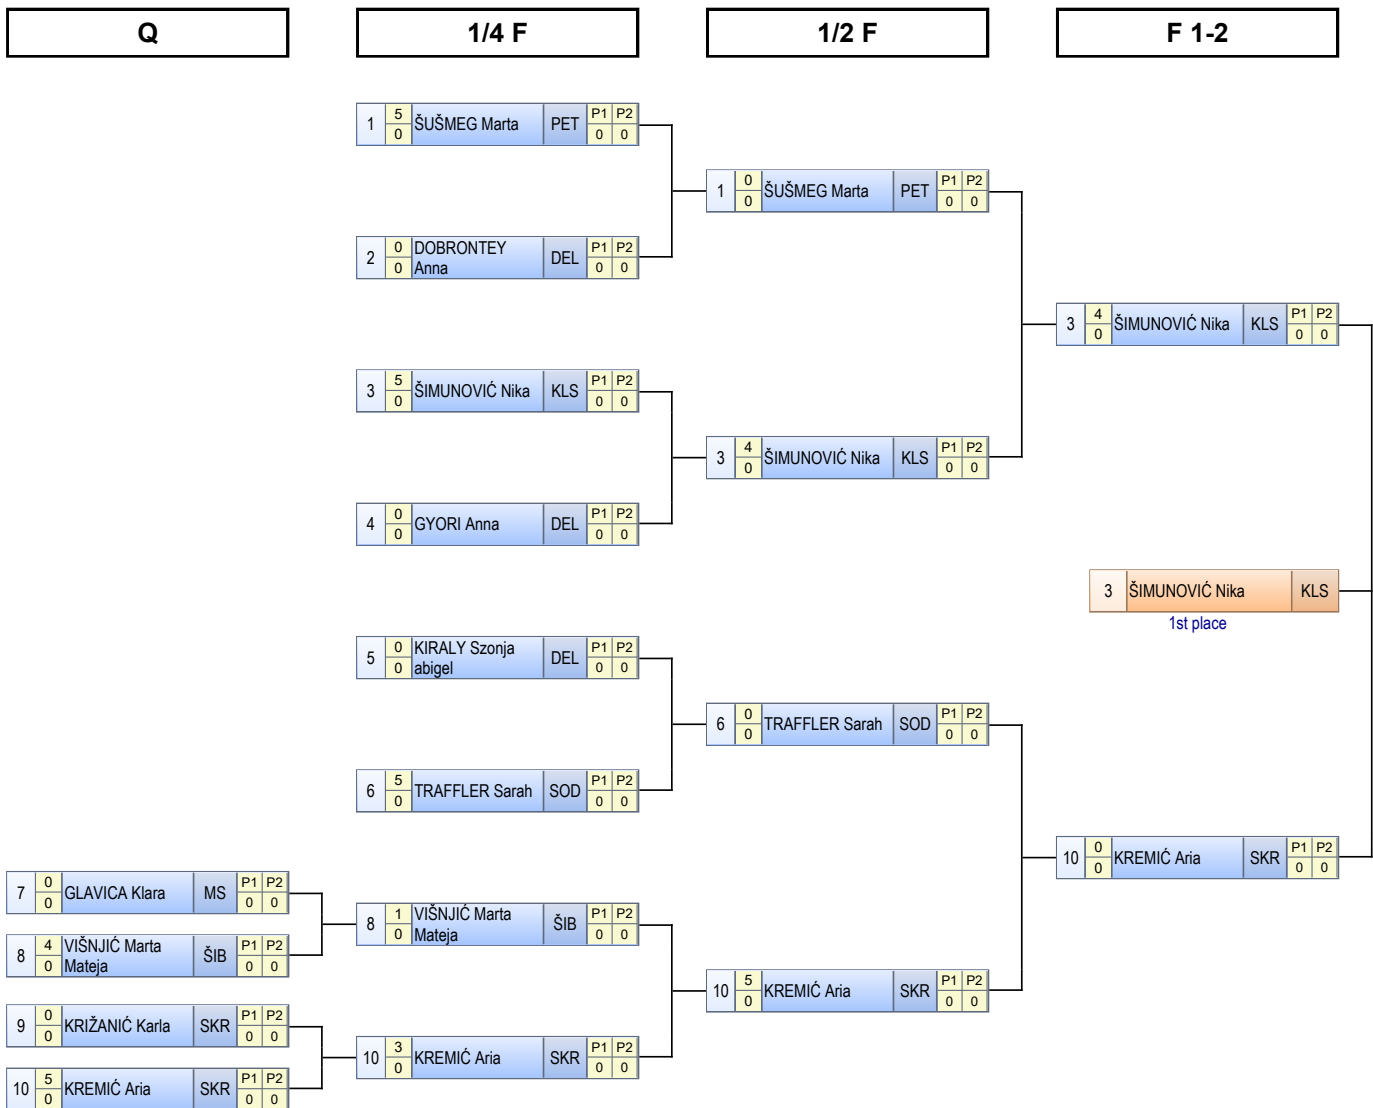 Q
1/4 F
1/2 F
F 1-2
1 5 ŠUŠMEG Marta PET P1 P2
0 0 0
2 0 DOBRONTEY DEL P1 P2
0 Anna 0 0
3 5 ŠIMUNOVIĆ Nika KLS P1 P2
0 0 0
4 0 GYORI Anna DEL P1 P2
0 0 0
5 0 KIRALY Szonja DEL P1 P2
0 abigel 0 0
6 5 TRAFFLER Sarah SOD P1 P2
0 0 0
7 0 GLAVICA Klara MS P1 P2
0 0 0
8 4 VIŠNJIĆ Marta ŠIB P1 P2
0 Mateja 0 0
9 0 KRIŽANIĆ Karla SKR P1 P2
0 0 0
10 5 KREMIĆ Aria SKR P1 P2
0 0 0
8 1 VIŠNJIĆ Marta ŠIB P1 P2
0 Mateja 0 0
10 3 KREMIĆ Aria SKR P1 P2
0 0 0
1 0 ŠUŠMEG Marta PET P1 P2
0 0 0
3 4 ŠIMUNOVIĆ Nika KLS P1 P2
0 0 0
6 0 TRAFFLER Sarah SOD P1 P2
0 0 0
10 5 KREMIĆ Aria SKR P1 P2
0 0 0
3 4 ŠIMUNOVIĆ Nika KLS P1 P2
0 0 0
10 0 KREMIĆ Aria SKR P1 P2
0 0 0
3 ŠIMUNOVIĆ Nika KLS
1st place